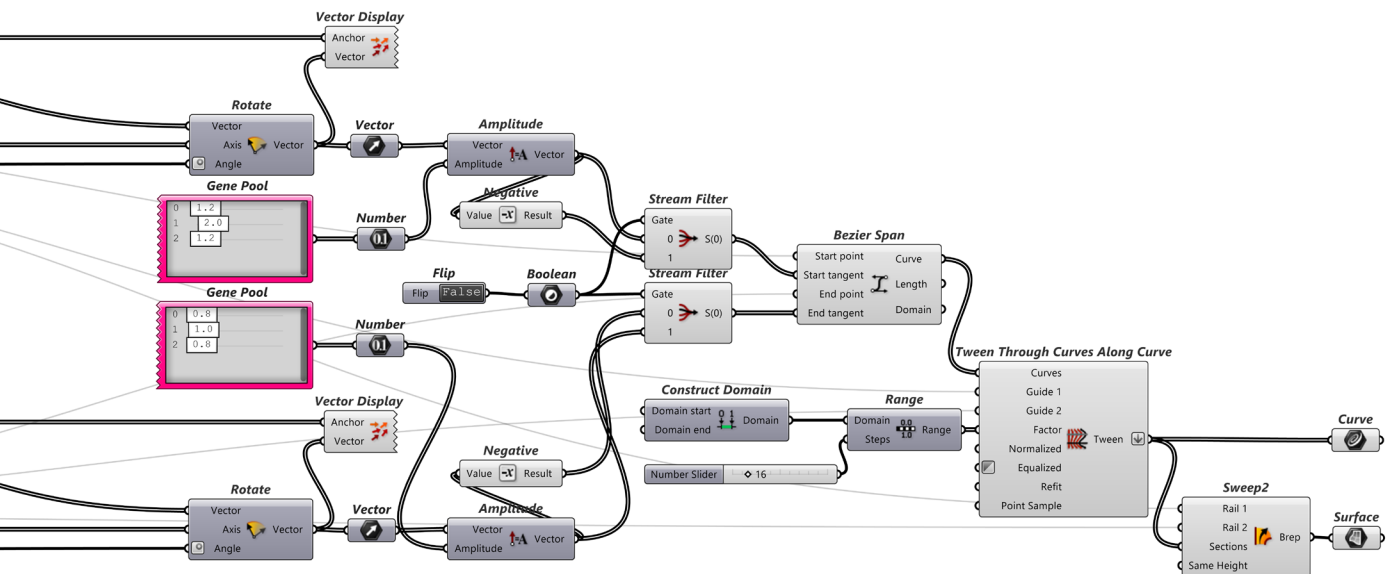 Vector Display
Anchor
Vector
Rotate
Vector
Axis
Vector
Angle
Vector
Amplitude
Vector
Amplitude
Vector
Gene Pool
0 1.2
1 2.0
2 1.2
Number
Negative
Value -x Result
Stream Filter
Gate
0
S(0)
1
Flip
Flip False
Boolean
Stream Filter
Gate
0
S(0)
1
Bezier Span
Start point
Curve
Start tangent
Length
End point
Domain
End tangent
Gene Pool
0 0.8
1 1.0
2 0.8
Number
Tween Through Curves Along Curve
Curves
Guide 1
Guide 2
Factor
Normalized
Tween
Equalized
Refit
Point Sample
Construct Domain
Domain start
Domain end
0 1
Domain
Range
Domain
Steps
0.0
1.0
Range
Number Slider 16
Vector Display
Anchor
Vector
Negative
Value -x Result
Rotate
Vector
Axis
Vector
Angle
Vector
Amplitude
Vector
Amplitude
Vector
Curve
Sweep2
Rail 1
Rail 2
Sections
Brep
Same Height
Surface